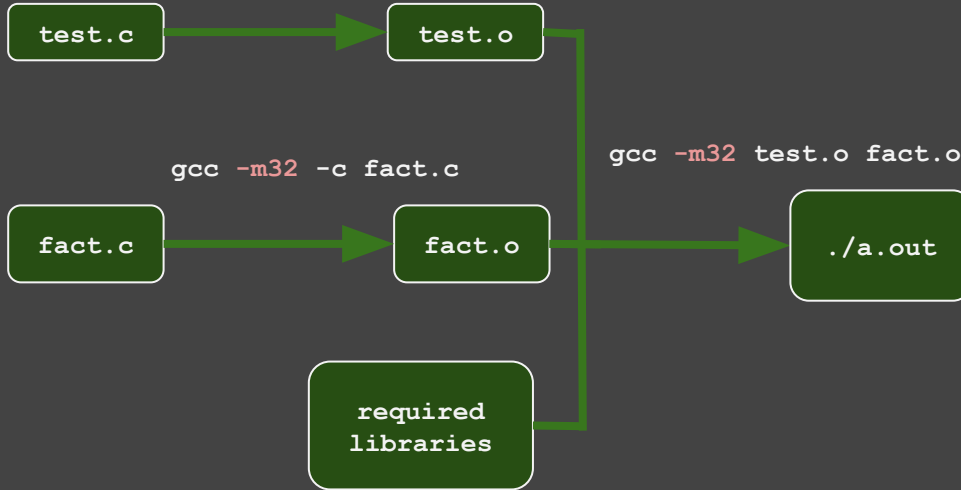 test.c
test.o
gcc -m32 -c fact.c
gcc -m32 test.o fact.o
fact.c
fact.o
./a.out
required
libraries